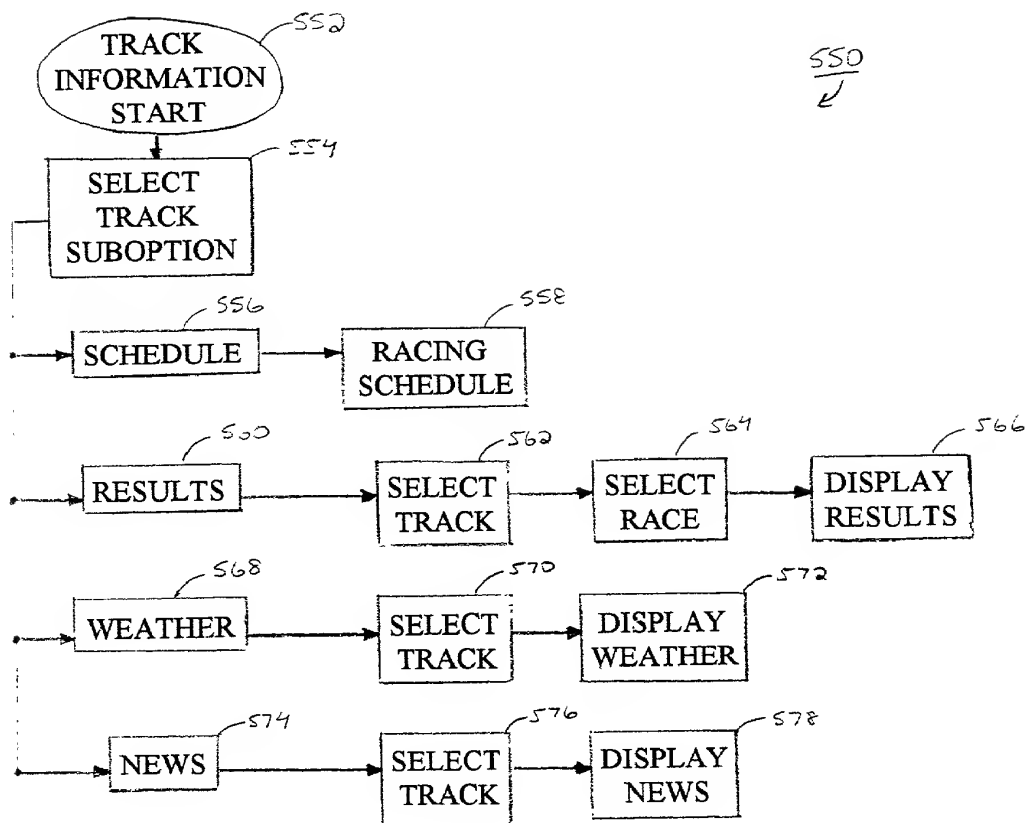 552
TRACK
INFORMATION
START
550
554
SELECT
TRACK
SUBOPTION
556
SCHEDULE
558
RACING
SCHEDULE
500
RESULTS
562
SELECT
TRACK
564
SELECT
RACE
566
DISPLAY
RESULTS
568
WEATHER
570
SELECT
TRACK
572
DISPLAY
WEATHER
574
NEWS
576
SELECT
TRACK
578
DISPLAY
NEWS